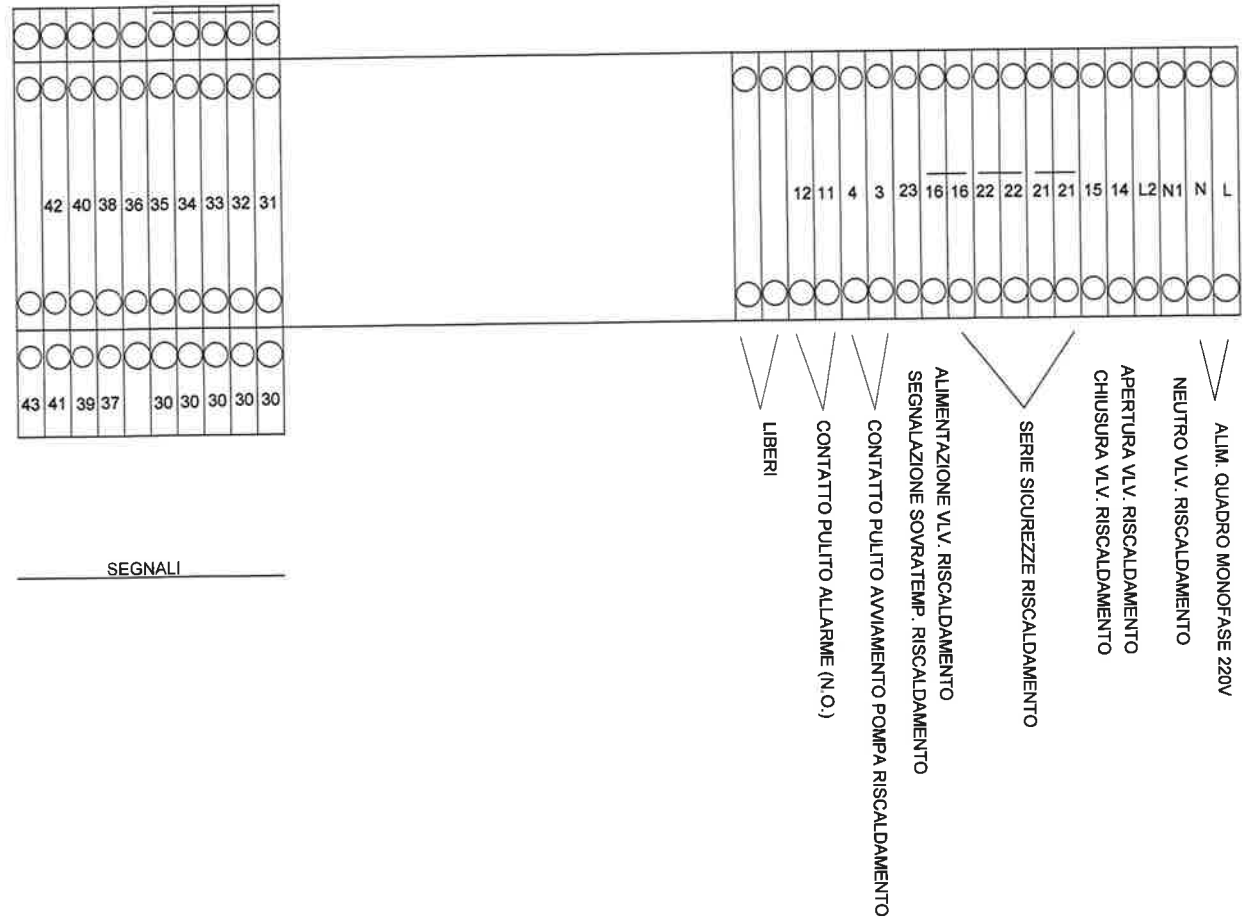 42 40 38 36 35 34 33 32 31
43 41 39 37 30 30 30 30 30
SEGNALI
12 11 4 3 23 16 16 22 22 21 21 15 14 L2 N1 N L
LIBERI
CONTATTO PULITO ALLARME (N.O.)
CONTATTO PULITO AVVIAMENTO POMPA RISCALDAMENTO
ALIMENTAZIONE VLV. RISCALDAMENTO
SEGNALAZIONE SOVRATEMP. RISCALDAMENTO
SERIE SICUREZZE RISCALDAMENTO
APERTURA VLV. RISCALDAMENTO
CHIUSURA VLV. RISCALDAMENTO
NEUTRO VLV. RISCALDAMENTO
ALIM. QUADRO MONOFASE 220V